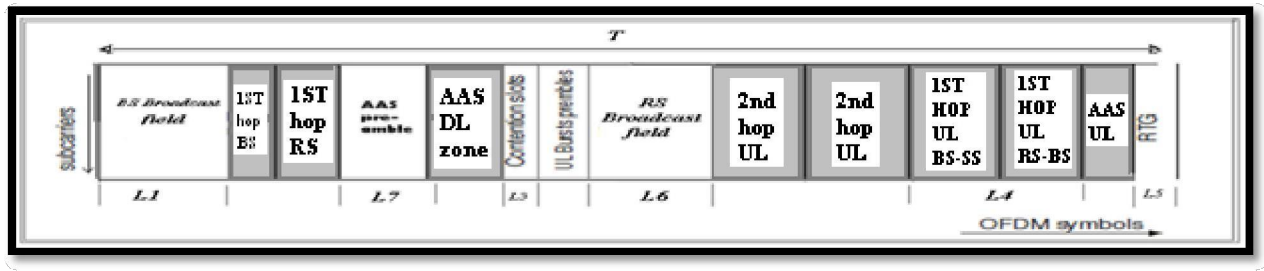 T
subcarriers
BS Broadcast
field
1ST
hop
BS
1ST
hop
RS
AAS
pre-
amble
AAS
DL
zone
Contention slots
UL Bursts prembles
RS
Broadcast
field
2nd
hop
UL
2nd
hop
UL
1ST
HOP
UL
BS-SS
1ST
HOP
UL
RS-BS
AAS
UL
RTG
L1
L7
L3
L6
L4
L5
OFDM symbols